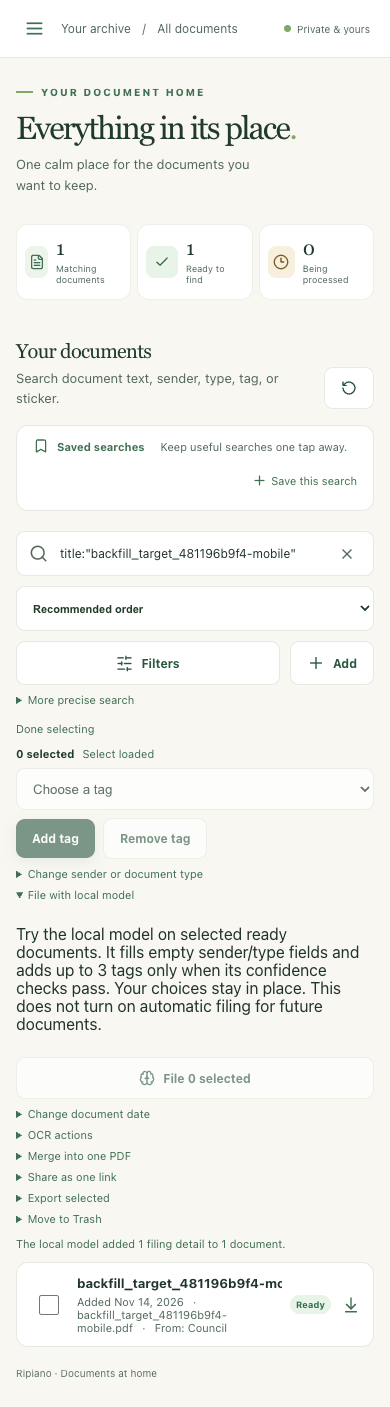 Your archive / All documents
Private & yours
YOUR DOCUMENT HOME
Everything in its place.
One calm place for the documents you
want to keep.
1
Matching
documents
1
Ready to
find
0
Being
processed
Your documents
Search document text, sender, type, tag, or
sticker.
Saved searches Keep useful searches one tap away.
Save this search
title:"backfill_target_481196b9f4-mobile"
Recommended order
Filters
Add
More precise search
Done selecting
0 selected Select loaded
Choose a tag
Add tag
Remove tag
Change sender or document type
File with local model
Try the local model on selected ready
documents. It fills empty sender/type fields and
adds up to 3 tags only when its confidence
checks pass. Your choices stay in place. This
does not turn on automatic filing for future
documents.
File 0 selected
Change document date
OCR actions
Merge into one PDF
Share as one link
Export selected
Move to Trash
The local model added 1 filing detail to 1 document.
backfill_target_481196b9f4-mo
Added Nov 14, 2026 ·
backfill_target_481196b9f4-
mobile.pdf · From: Council
Ready
Ripiano · Documents at home